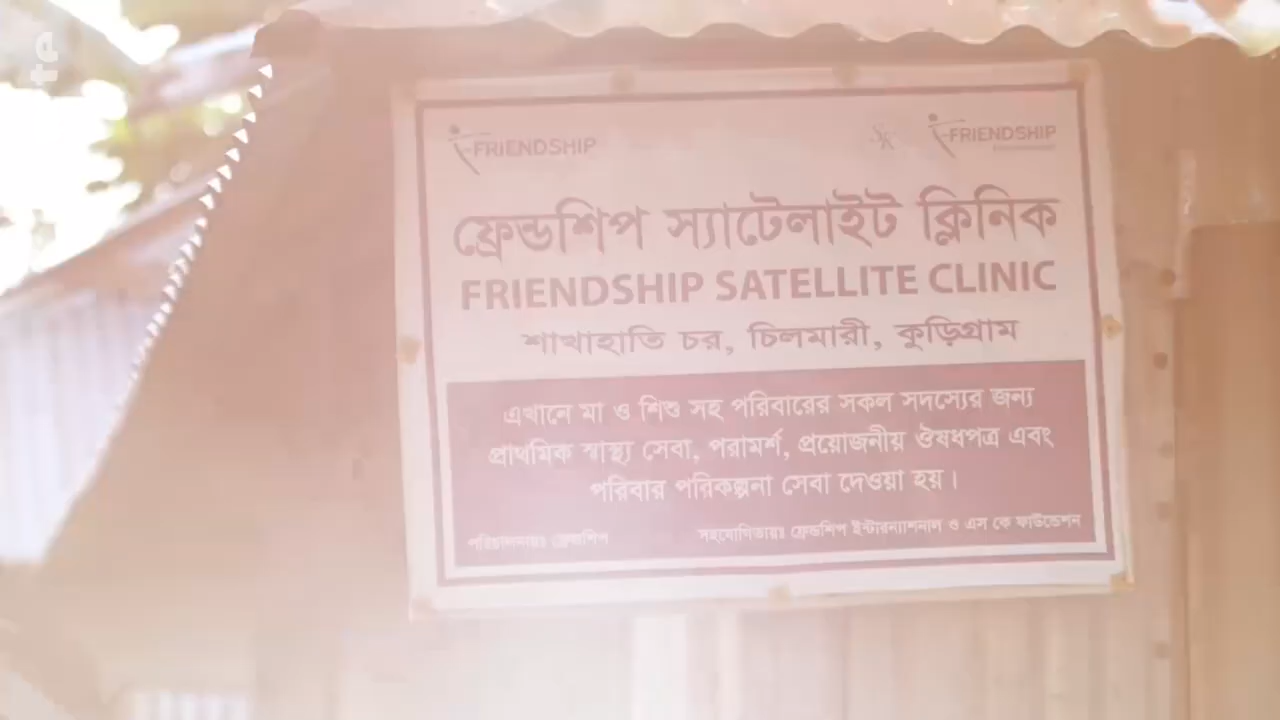 arte
FRIENDSHIP
SK
FRIENDSHIP
ফ্রেন্ডশিপ স্যাটেলাইট ক্লিনিক
FRIENDSHIP SATELLITE CLINIC
শাখাহাতি চর, চিলমারী, কুড়িগ্রাম
এখানে মা ও শিশু সহ পরিবারের সকল সদস্যের জন্য
প্রাথমিক স্বাস্থ্য সেবা, পরামর্শ, প্রয়োজনীয় ঔষধপত্র এবং
পরিবার পরিকল্পনা সেবা দেওয়া হয়।
পরিচালনায়ঃ ফ্রেন্ডশিপ
সহযোগিতায়ঃ ফ্রেন্ডশিপ ইন্টারন্যাশনাল ও এস কে ফাউন্ডেশন